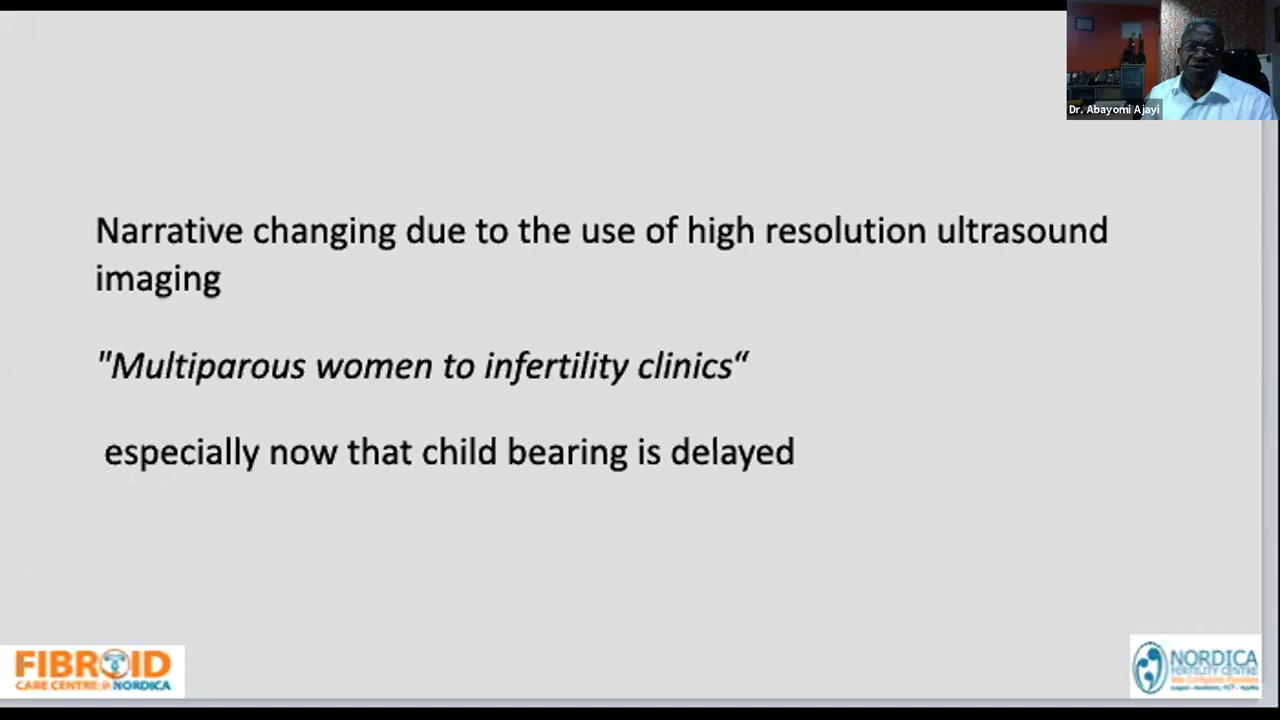 Dr. Abayomi Ajayi
Narrative changing due to the use of high resolution ultrasound
imaging
"Multiparous women to infertility clinics“
especially now that child bearing is delayed
FIBROID
CARE CENTRE @ NORDICA
NORDICA
FERTILITY CENTRE